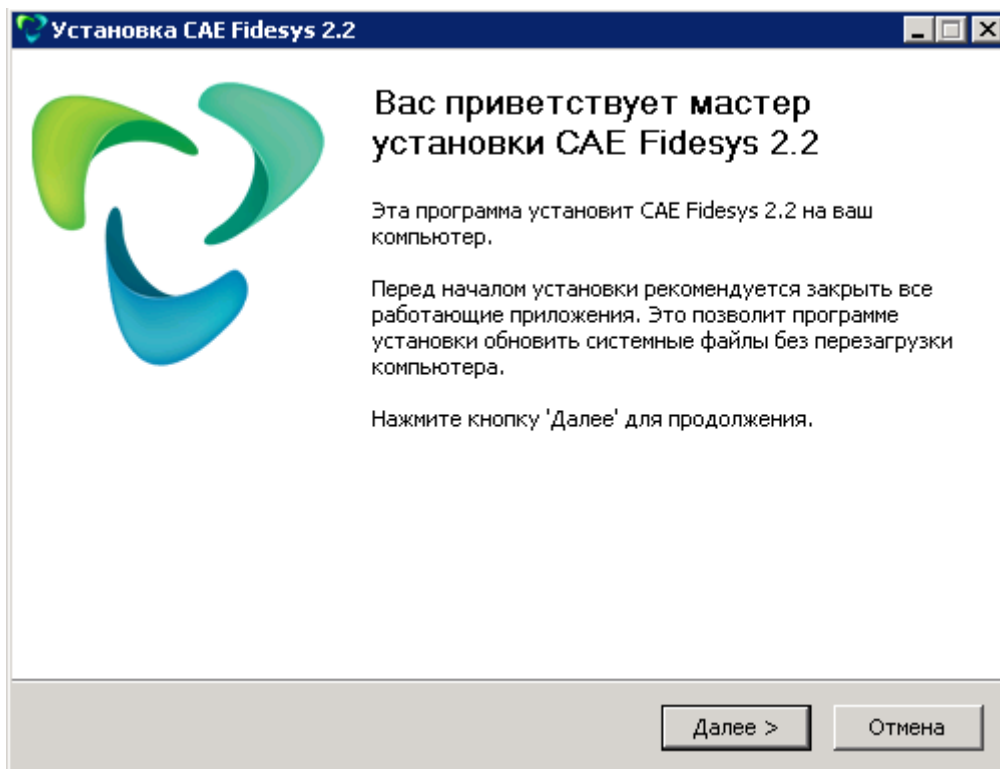 Установка CAE Fidesys 2.2
Вас приветствует мастер
установки CAE Fidesys 2.2
Эта программа установит CAE Fidesys 2.2 на ваш
компьютер.
Перед началом установки рекомендуется закрыть все
работающие приложения. Это позволит программе
установки обновить системные файлы без перезагрузки
компьютера.
Нажмите кнопку 'Далее' для продолжения.
Далее >
Отмена